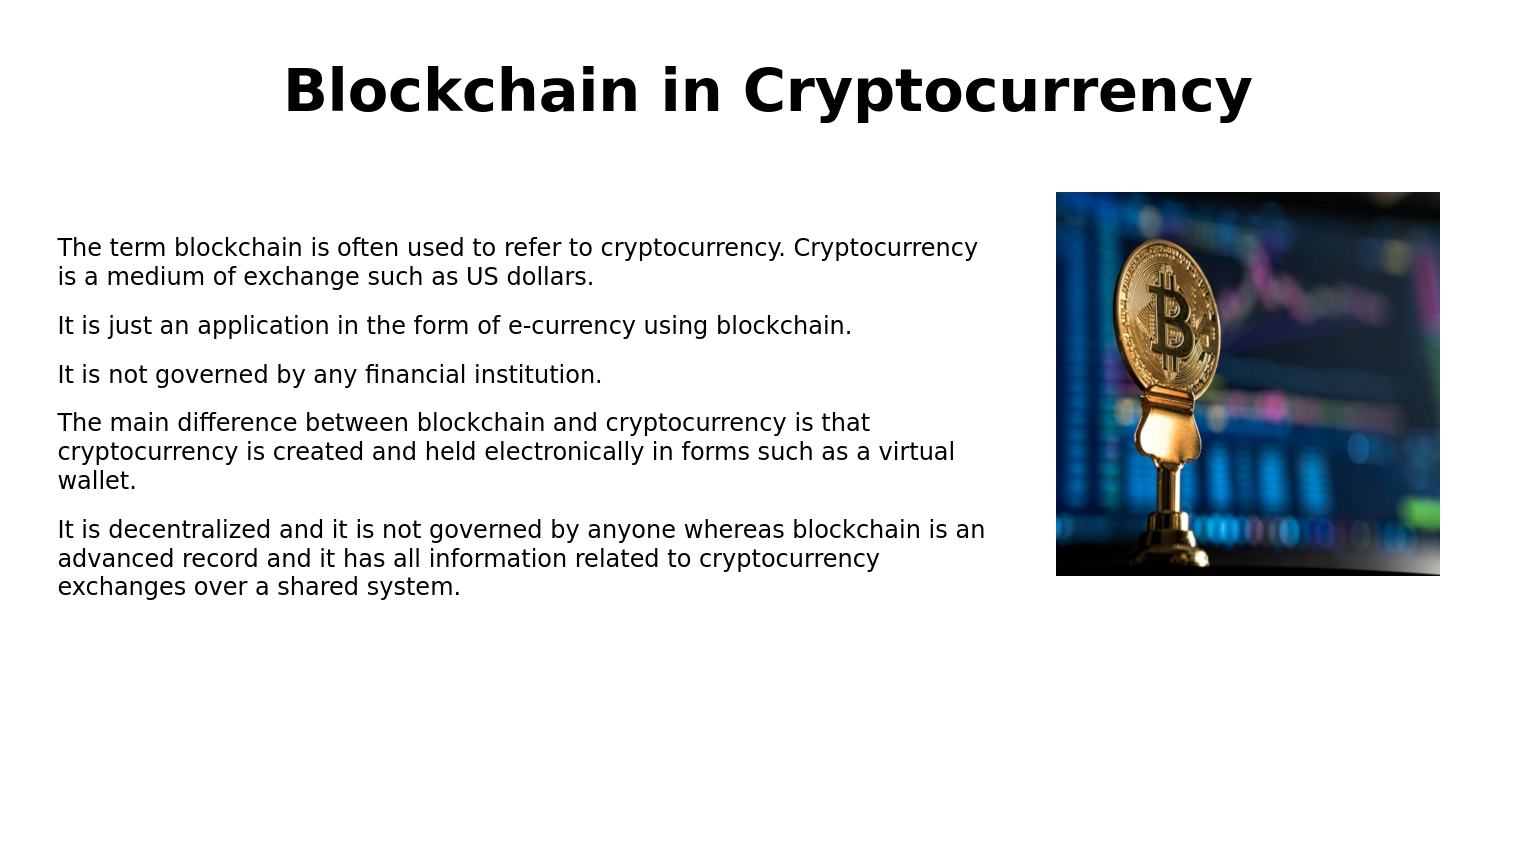 Blockchain in Cryptocurrency
The term blockchain is often used to refer to cryptocurrency. Cryptocurrency
is a medium of exchange such as US dollars.
It is just an application in the form of e-currency using blockchain.
It is not governed by any financial institution.
The main difference between blockchain and cryptocurrency is that
cryptocurrency is created and held electronically in forms such as a virtual
wallet.
It is decentralized and it is not governed by anyone whereas blockchain is an
advanced record and it has all information related to cryptocurrency
exchanges over a shared system.